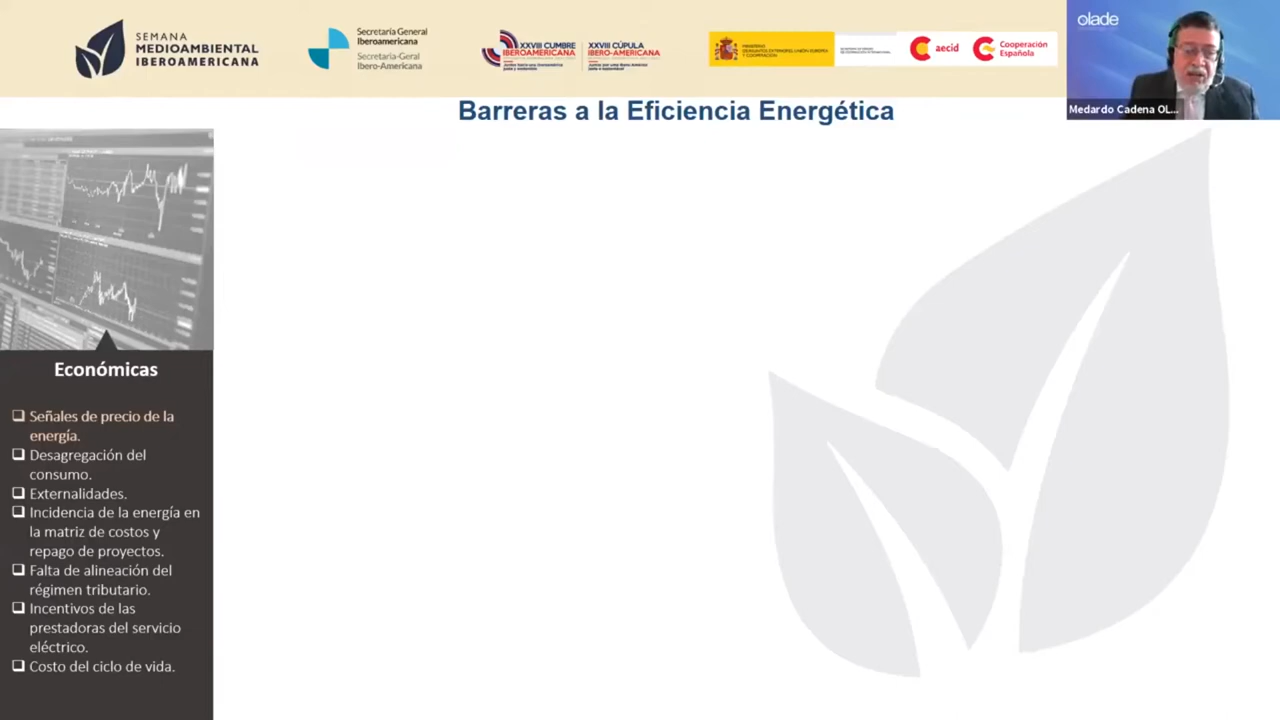 SEMANA
MEDIOAMBIENTAL
IBEROAMERICANA
Secretaría General
Iberoamericana
Secretaria-Geral
Ibero-Americana
XXVIII CUMBRE
IBEROAMERICANA
XXVIII CÚPULA
IBERO-AMERICANA
aecid
Cooperación
Española
olade
Medardo Cadena OL...
Barreras a la Eficiencia Energética
Económicas
Señales de precio de la
energía.
Desagregación del
consumo.
Externalidades.
Incidencia de la energía en
la matriz de costos y
repago de proyectos.
Falta de alineación del
régimen tributario.
Incentivos de las
prestadoras del servicio
eléctrico.
Costo del ciclo de vida.